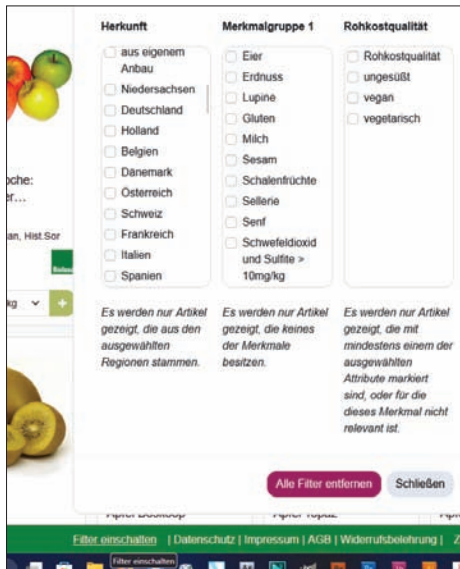 Herkunft
aus eigenem
Anbau
Niedersachsen
Deutschland
Holland
Belgien
Dänemark
Österreich
Schweiz
Frankreich
Italien
Spanien
Es werden nur Artikel
gezeigt, die aus den
ausgewählten
Regionen stammen.
Merkmalgruppe 1
Eier
Erdnuss
Lupine
Gluten
Milch
Sesam
Schalenfrüchte
Sellerie
Senf
Schwefeldioxid
und Sulfite >
10mg/kg
Es werden nur Artikel
gezeigt, die keines
der Merkmale
besitzen.
Rohkostqualität
Rohkostqualität
ungesüßt
vegan
vegetarisch
Es werden nur Artikel
gezeigt, die mit
mindestens einem der
ausgewählten
Attribute markiert
sind, oder für die
dieses Merkmal nicht
relevant ist.
oche:
er…
an, Hist.Sor
kg +
Alle Filter entfernen Schließen
Filter einschalten | Datenschutz | Impressum | AGB | Widerrufsbelehrung |
Filter einschalten